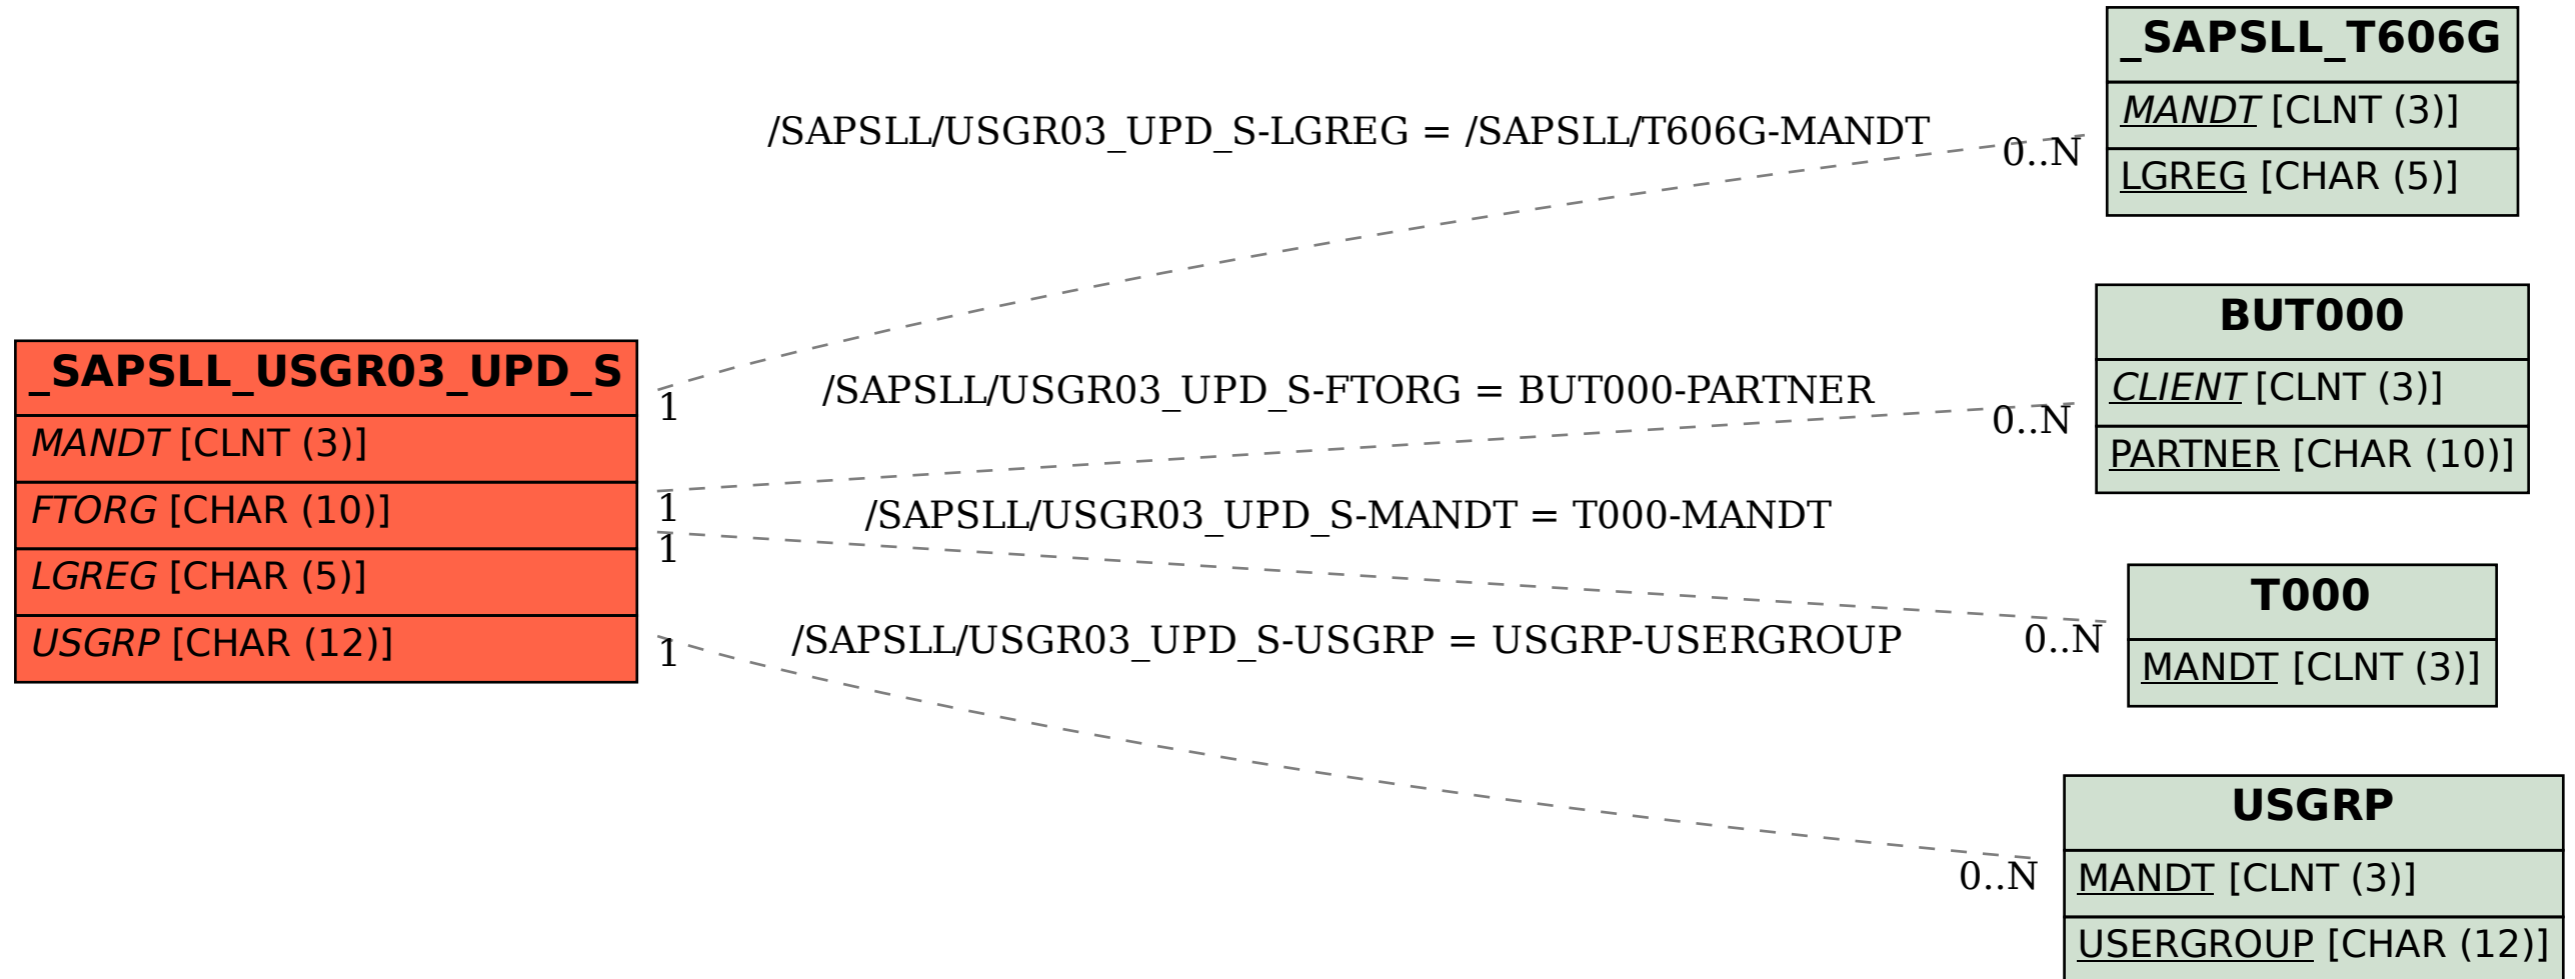 _SAPSLL_T606G
MANDT [CLNT (3)]
LGREG [CHAR (5)]
/SAPSLL/USGR03_UPD_S-LGREG = /SAPSLL/T606G-MANDT
0..N
BUT000
CLIENT [CLNT (3)]
PARTNER [CHAR (10)]
_SAPSLL_USGR03_UPD_S
MANDT [CLNT (3)]
FTORG [CHAR (10)]
LGREG [CHAR (5)]
USGRP [CHAR (12)]
1
/SAPSLL/USGR03_UPD_S-FTORG = BUT000-PARTNER
0..N
1
/SAPSLL/USGR03_UPD_S-MANDT = T000-MANDT
1
0..N
T000
MANDT [CLNT (3)]
/SAPSLL/USGR03_UPD_S-USGRP = USGRP-USERGROUP
1
0..N
USGRP
MANDT [CLNT (3)]
USERGROUP [CHAR (12)]